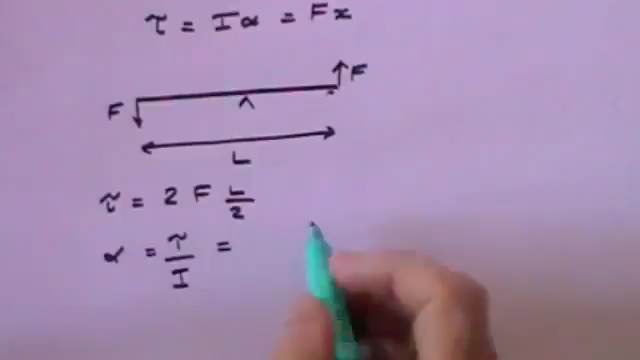 τ = Iα = Fx
F
F
L
τ = 2 F L/2
α = τ/I =